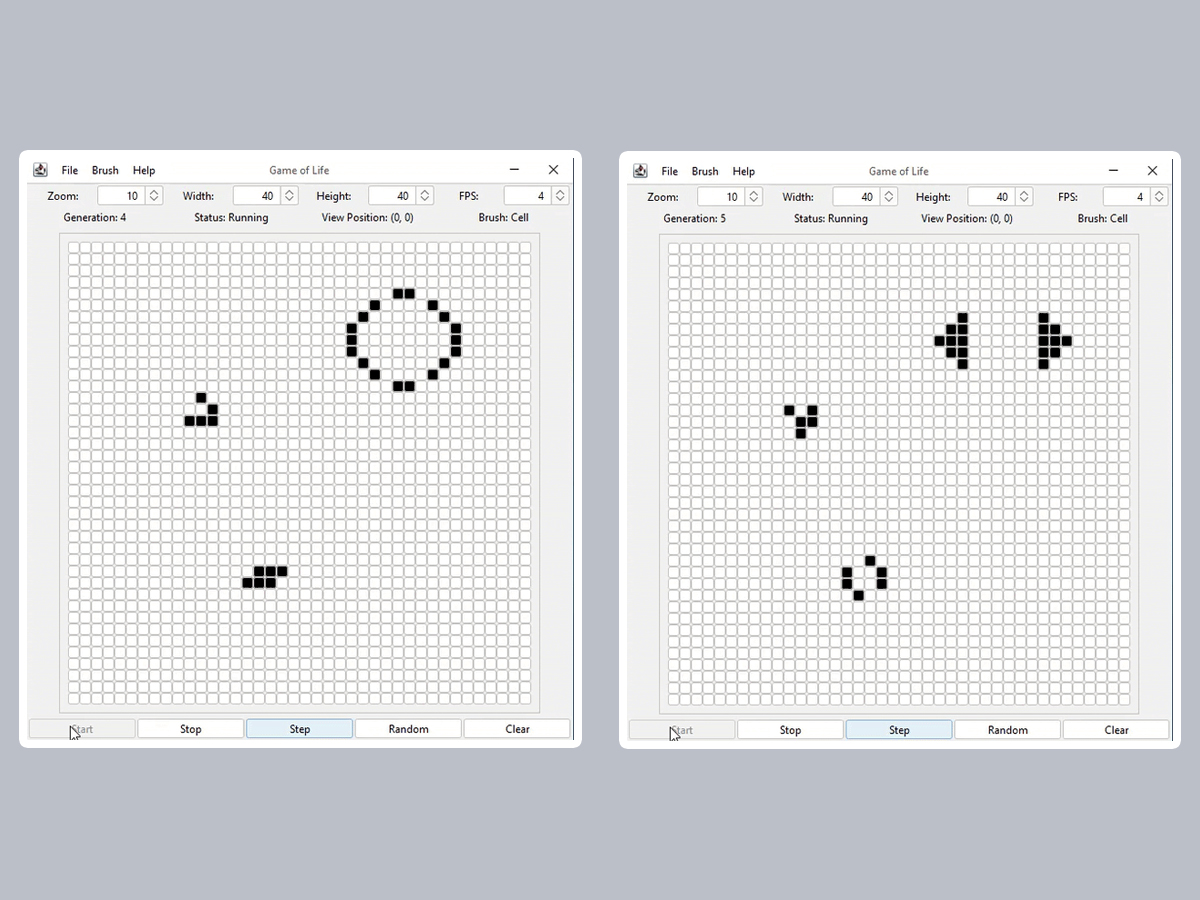 File Brush Help Game of Life
Zoom: 10 Width: 40 Height: 40 FPS: 4
Generation: 4 Status: Running View Position: (0, 0) Brush: Cell
Start Stop Step Random Clear
File Brush Help Game of Life
Zoom: 10 Width: 40 Height: 40 FPS: 4
Generation: 5 Status: Running View Position: (0, 0) Brush: Cell
Start Stop Step Random Clear